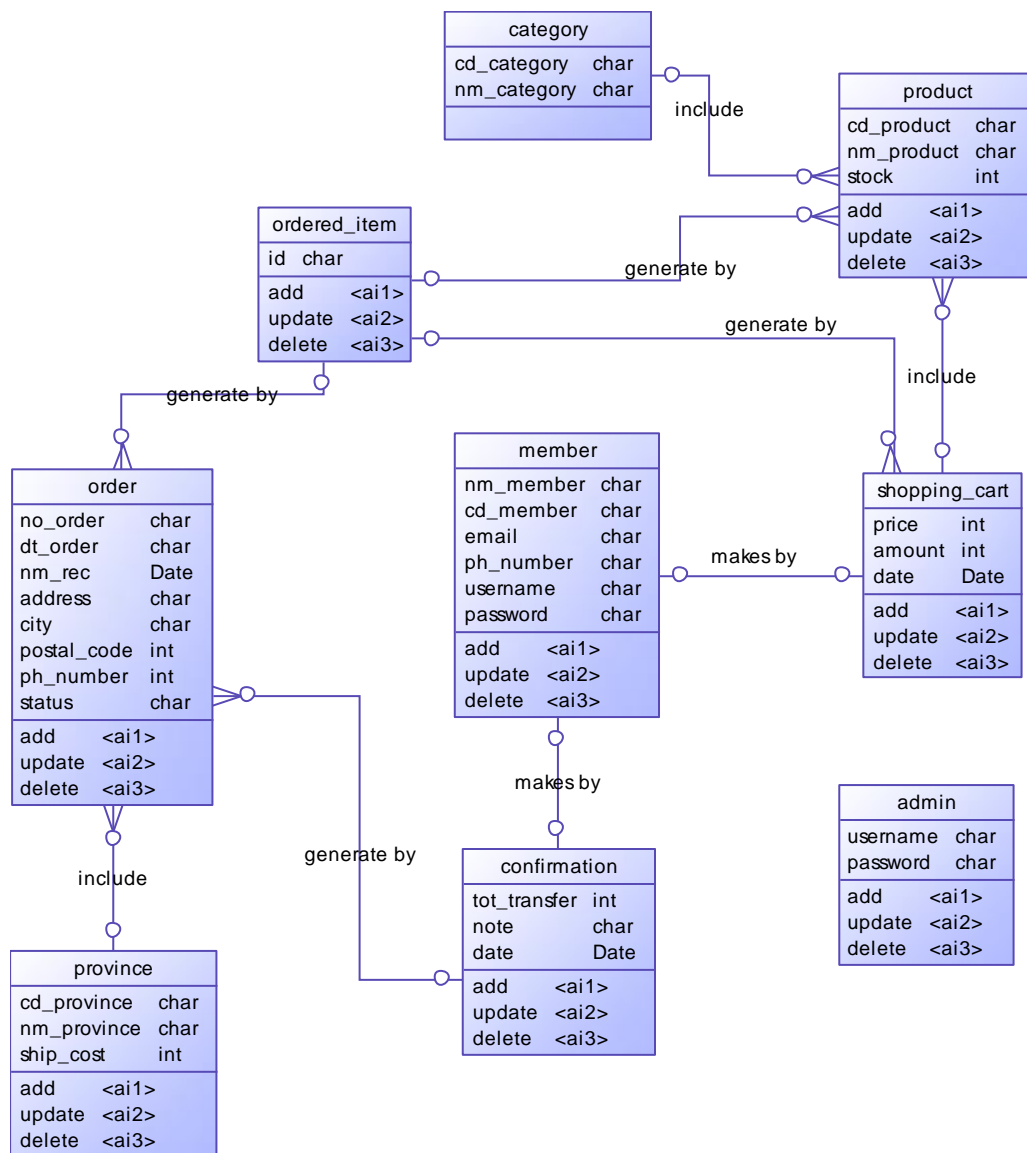 category
cd_category char
nm_category char
include
product
cd_product char
nm_product char
stock int
add <ai1>
update <ai2>
delete <ai3>
ordered_item
id char
add <ai1>
update <ai2>
delete <ai3>
generate by
generate by
generate by
include
member
nm_member char
cd_member char
email char
ph_number char
username char
password char
add <ai1>
update <ai2>
delete <ai3>
order
no_order char
dt_order char
nm_rec Date
address char
city char
postal_code int
ph_number int
status char
add <ai1>
update <ai2>
delete <ai3>
shopping_cart
price int
amount int
date Date
add <ai1>
update <ai2>
delete <ai3>
makes by
makes by
admin
username char
password char
add <ai1>
update <ai2>
delete <ai3>
generate by
confirmation
tot_transfer int
note char
date Date
add <ai1>
update <ai2>
delete <ai3>
include
province
cd_province char
nm_province char
ship_cost int
add <ai1>
update <ai2>
delete <ai3>